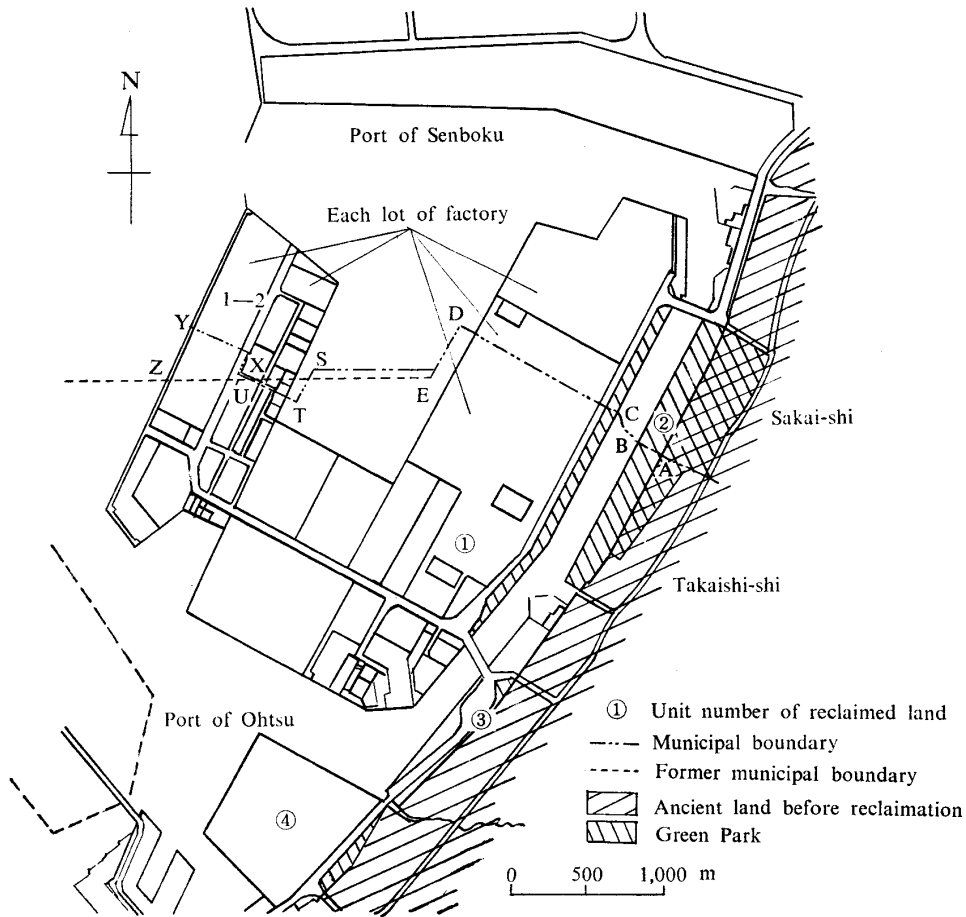 N
Port of Senboku
Each lot of factory
1—2
Y
D
Z
X
S
U
T
E
C
②
B
A
Sakai-shi
①
Takaishi-shi
③
Port of Ohtsu
④
① Unit number of reclaimed land
Municipal boundary
Former municipal boundary
Ancient land before reclaimation
Green Park
0 500 1,000 m